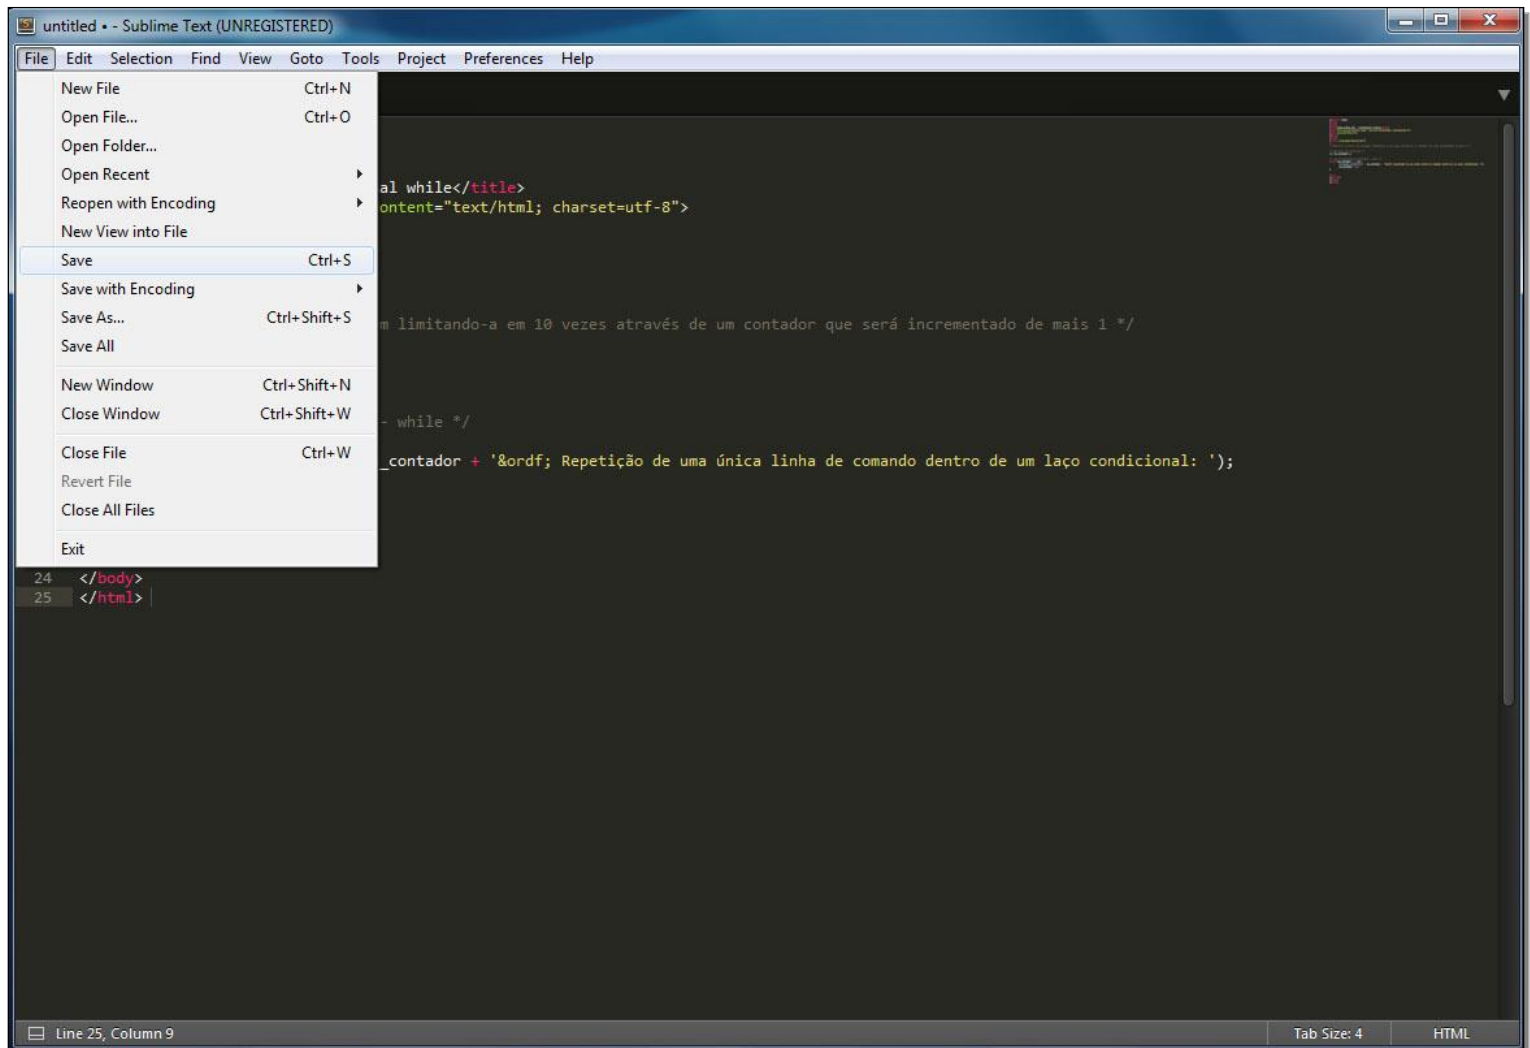 untitled • - Sublime Text (UNREGISTERED)
File Edit Selection Find View Goto Tools Project Preferences Help
New File Ctrl+N
Open File... Ctrl+O
Open Folder...
Open Recent
Reopen with Encoding
New View into File
Save Ctrl+S
Save with Encoding
Save As... Ctrl+Shift+S
Save All
New Window Ctrl+Shift+N
Close Window Ctrl+Shift+W
Close File Ctrl+W
Revert File
Close All Files
Exit
al while</title>
ontent="text/html; charset=utf-8">
m limitando-a em 10 vezes através de um contador que será incrementado de mais 1 */
- while */
_contador + '&ordf; Repetição de uma única linha de comando dentro de um laço condicional: ');
24 </body>
25 </html>
Line 25, Column 9 Tab Size: 4 HTML